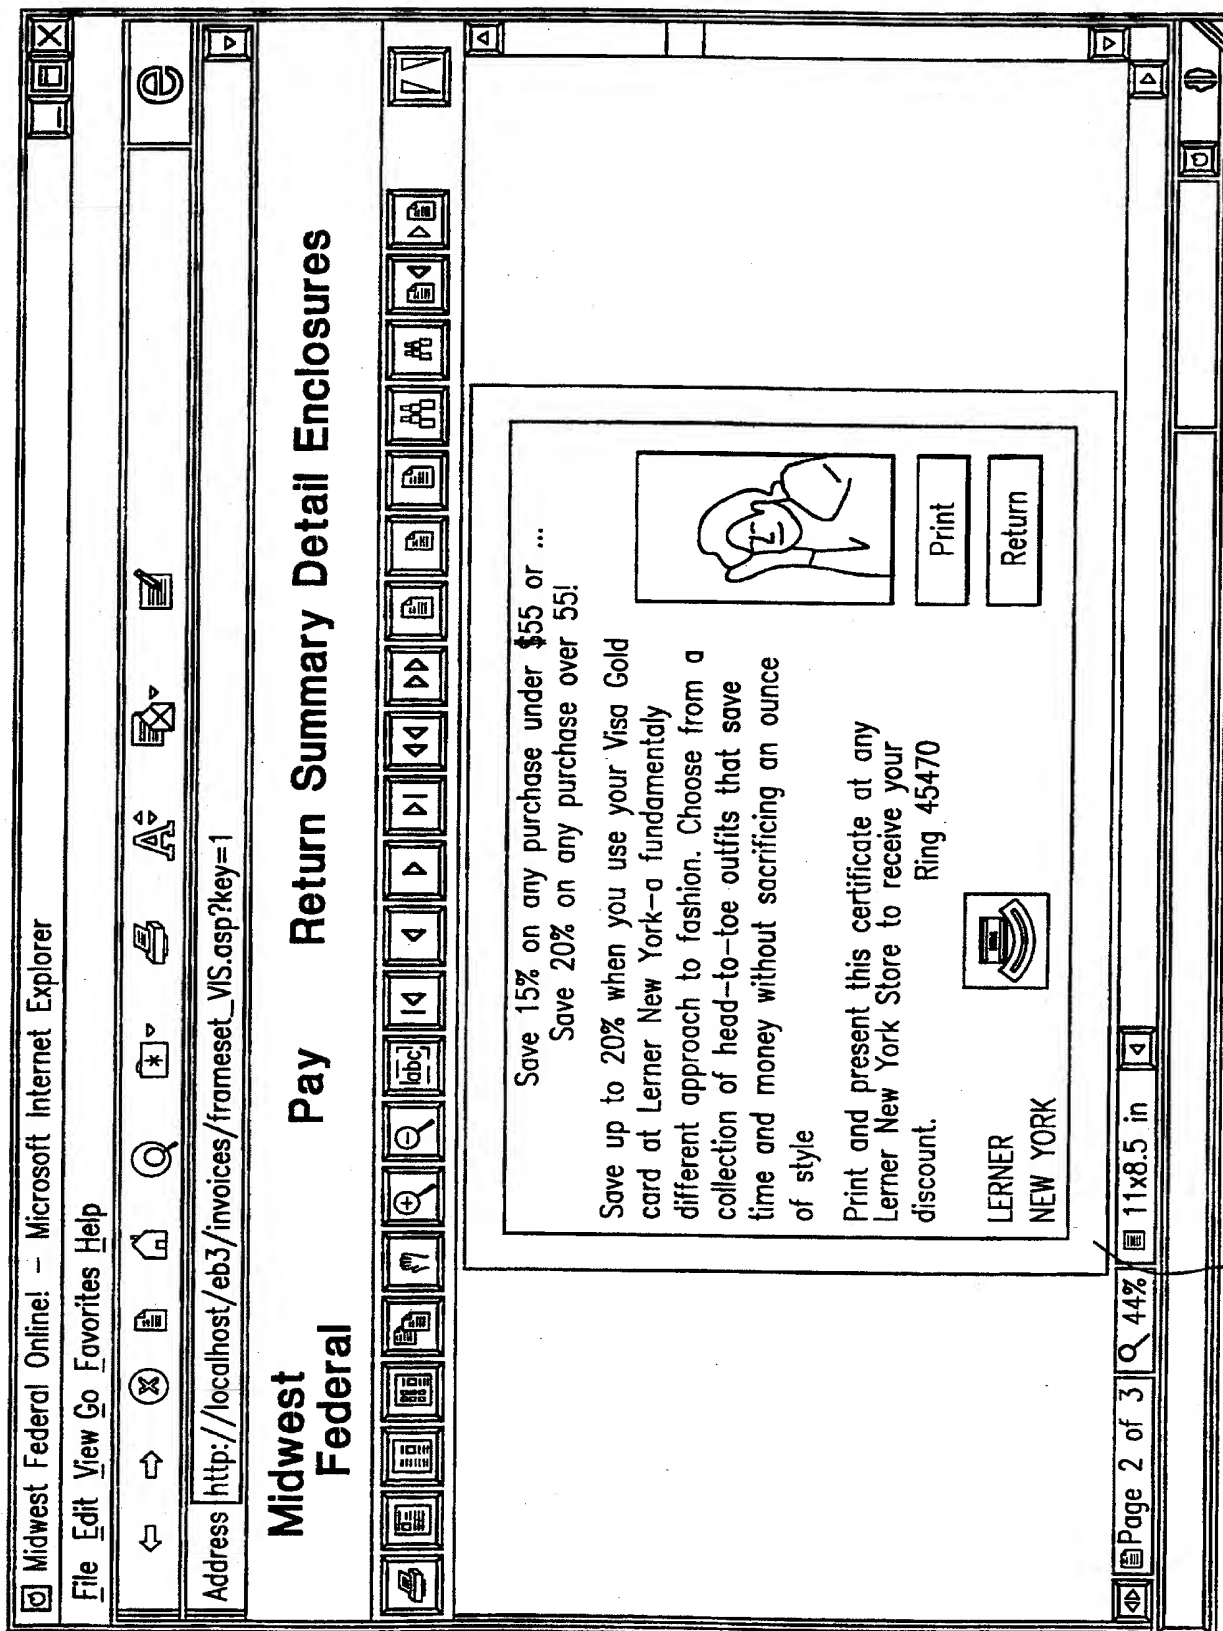 Midwest Federal Online! — Microsoft Internet Explorer
File Edit View Go Favorites Help
Address http://localhost/eb3/invoices/frameset_VIS.asp?key=1
Midwest
Federal
Pay
Return Summary Detail Enclosures
abc
Save 15% on any purchase under $55 or ...
Save 20% on any purchase over 55!
Save up to 20% when you use your Visa Gold
card at Lerner New York-a fundamentaly
different approach to fashion. Choose from a
collection of head-to-toe outfits that save
time and money without sacrificing an ounce
of style
Print and present this certificate at any
Lerner New York Store to receive your
discount.
Ring 45470
LERNER
NEW YORK
Print
Return
Page 2 of 3
44%
11x8.5 in